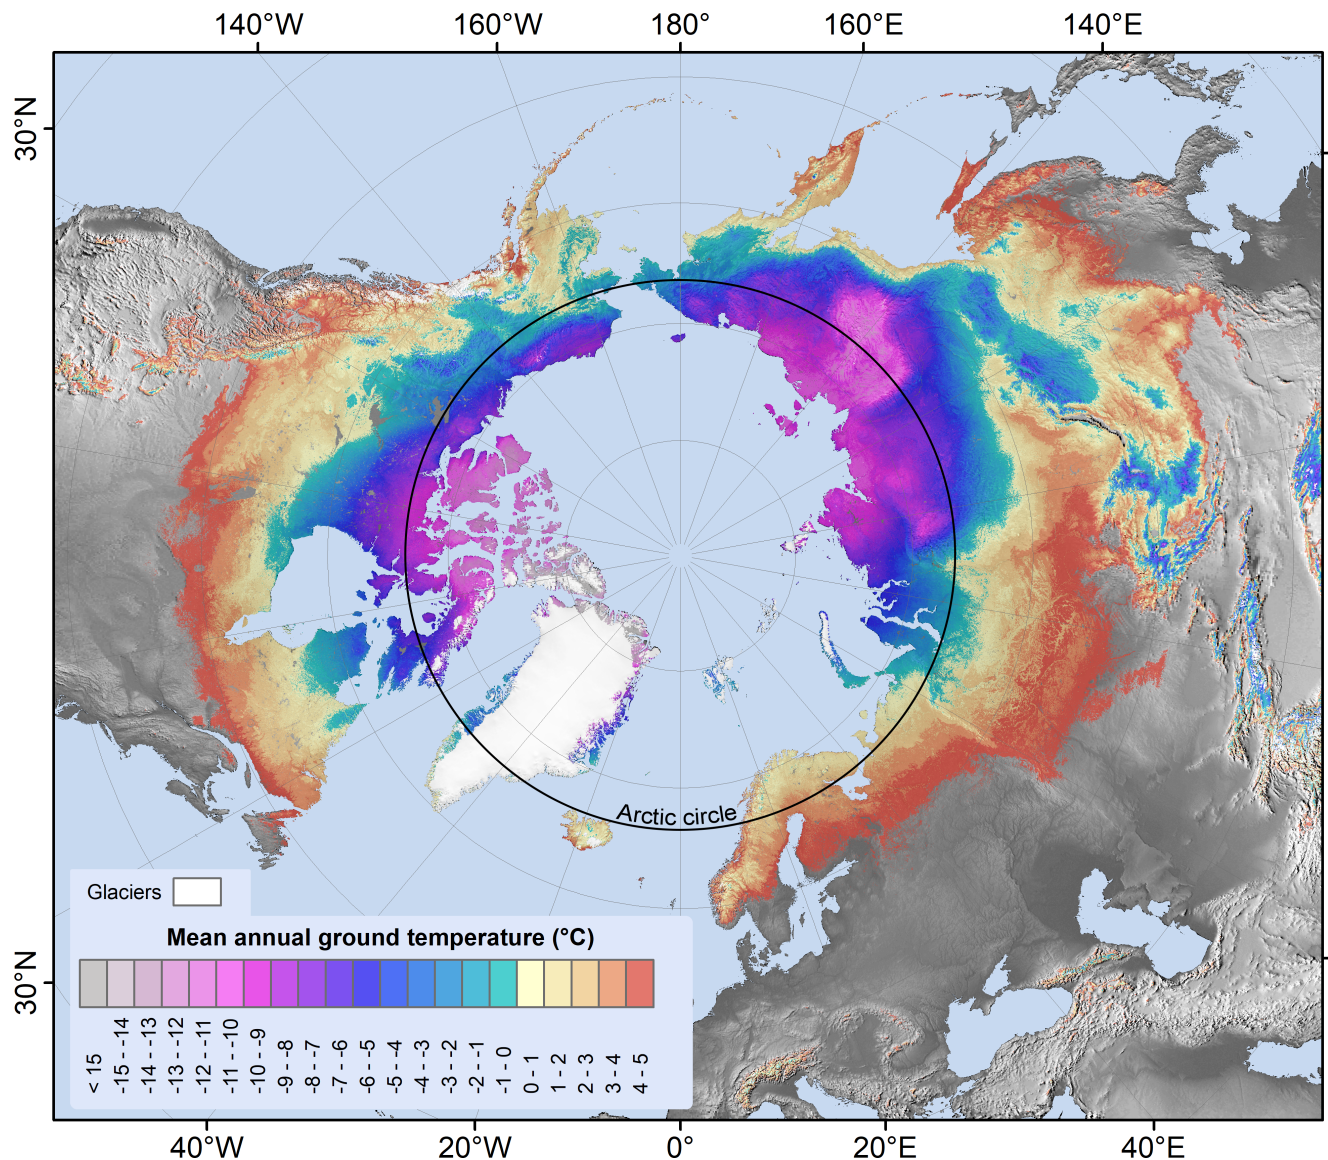 140°W 160°W 180° 160°E 140°E
30°N
Arctic circle
Glaciers
Mean annual ground temperature (°C)
< 15
-15 - -14
-14 - -13
-13 - -12
-12 - -11
-11 - -10
-10 - -9
-9 - -8
-8 - -7
-7 - -6
-6 - -5
-5 - -4
-4 - -3
-3 - -2
-2 - -1
-1 - 0
0 - 1
1 - 2
2 - 3
3 - 4
4 - 5
30°N
40°W 20°W 0° 20°E 40°E